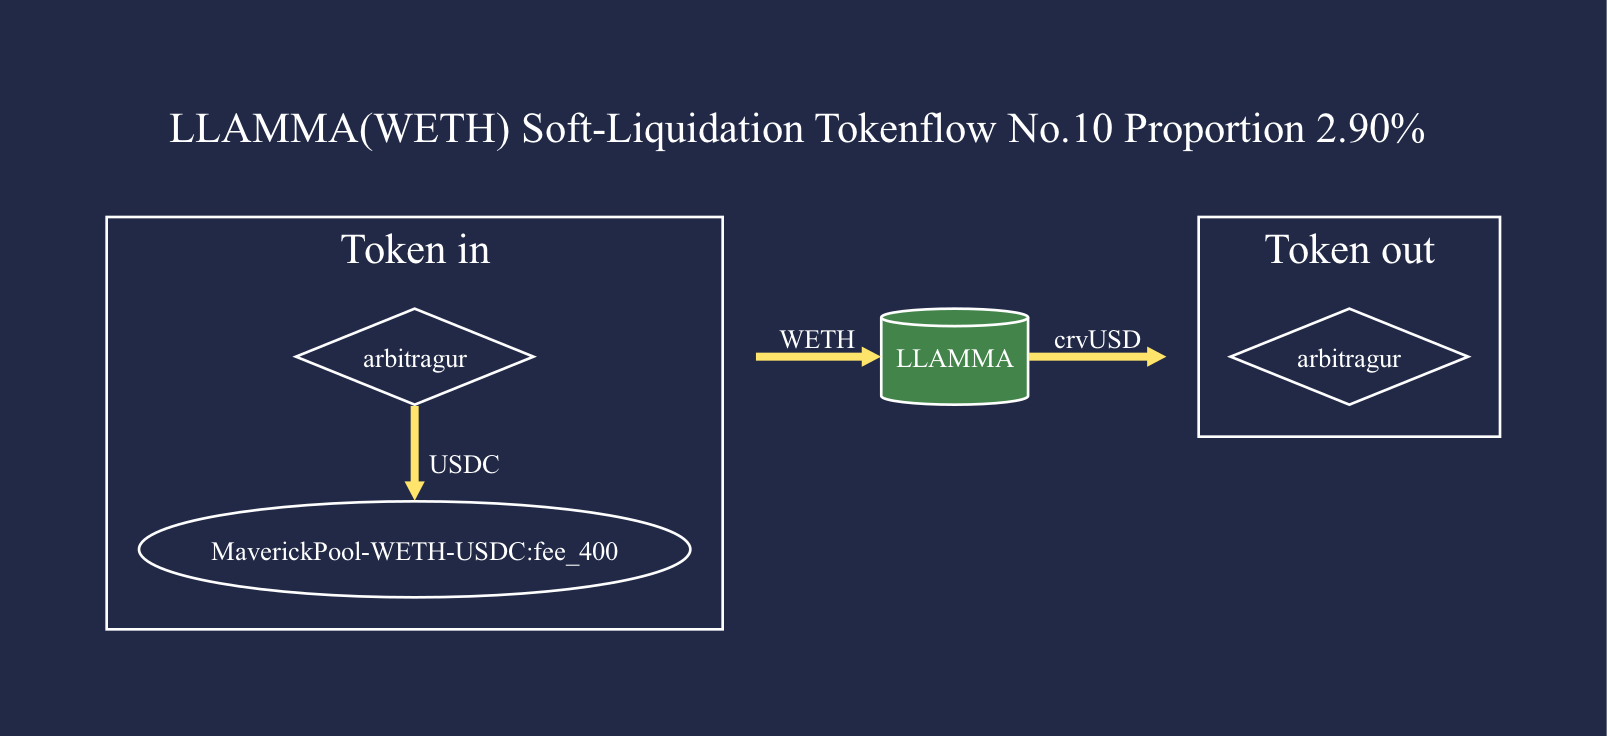 LLAMMA(WETH) Soft-Liquidation Tokenflow No.10 Proportion 2.90%
Token in
arbitragur
USDC
MaverickPool-WETH-USDC:fee_400
WETH
LLAMMA
crvUSD
Token out
arbitragur